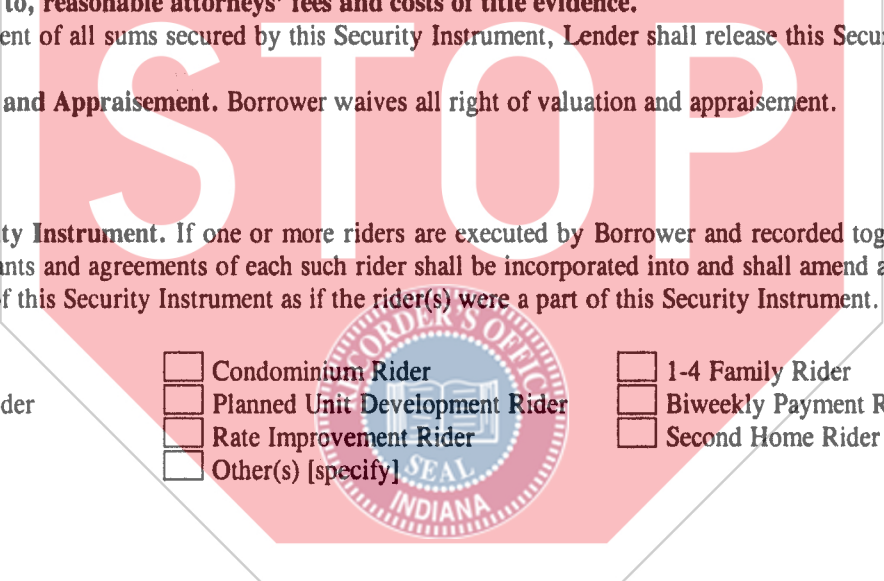 to, reasonable attorneys' fees and costs of title evidence.
ent of all sums secured by this Security Instrument, Lender shall release this Secur
and Appraisement. Borrower waives all right of valuation and appraisement.
STOP
ty Instrument. If one or more riders are executed by Borrower and recorded tog
ants and agreements of each such rider shall be incorporated into and shall amend a
f this Security Instrument as if the rider(s) were a part of this Security Instrument.
RECORDER'S OFFICE
Condominium Rider 1-4 Family Rider
der Planned Unit Development Rider Biweekly Payment R
Rate Improvement Rider Second Home Rider
Other(s) [specify]
SEAL
INDIANA